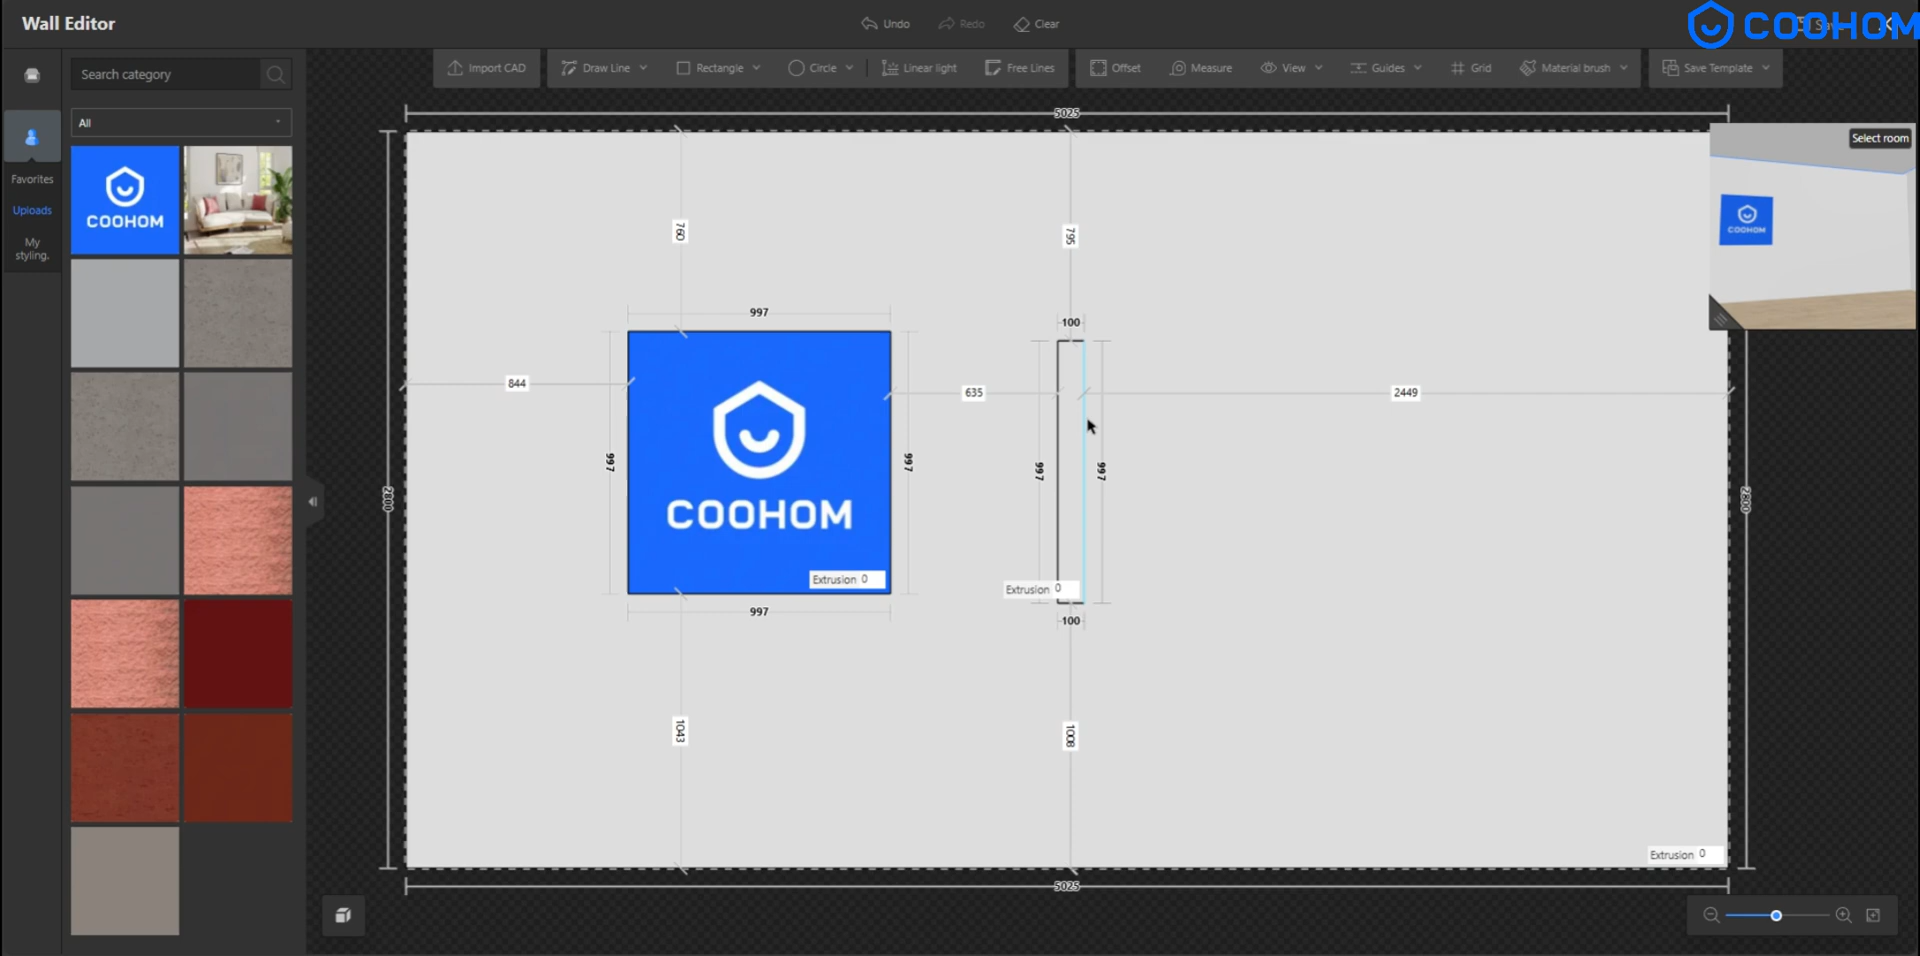 Wall Editor
Undo
Redo
Clear
COOHOM
Search category
Import CAD
Draw Line
Rectangle
Circle
Linear light
Free Lines
Offset
Measure
View
Guides
Grid
Material brush
Save Template
All
Favorites
Uploads
My
styling.
COOHOM
5025
Select room
COOHOM
760
795
997
100
844
635
2449
997
997
997
997
2800
2800
COOHOM
Extrusion 0
Extrusion 0
997
100
1043
1008
Extrusion 0
5025